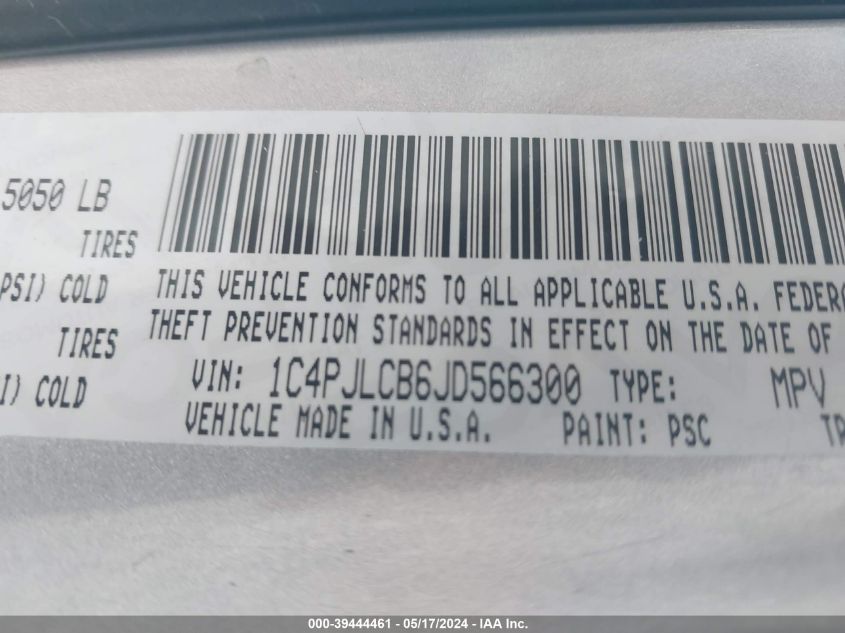 5050 LB
TIRES
PSI) COLD
THIS VEHICLE CONFORMS TO ALL APPLICABLE U.S.A. FEDERA
THEFT PREVENTION STANDARDS IN EFFECT ON THE DATE OF
TIRES
VIN: 1C4PJLCB6JD566300 TYPE: MPV
I) COLD
VEHICLE MADE IN U.S.A. PAINT: PSC TR
000-39444461 - 05/17/2024 - IAA Inc.